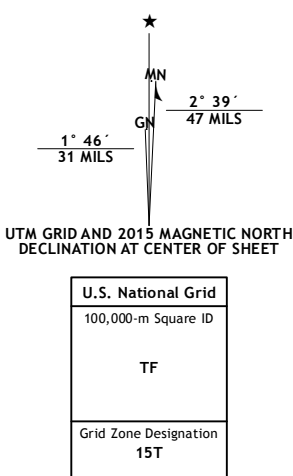 ★
MN
GN
2° 39´
47 MILS
1° 46´
31 MILS
UTM GRID AND 2015 MAGNETIC NORTH
DECLINATION AT CENTER OF SHEET
U.S. National Grid
100,000-m Square ID
TF
Grid Zone Designation
15T